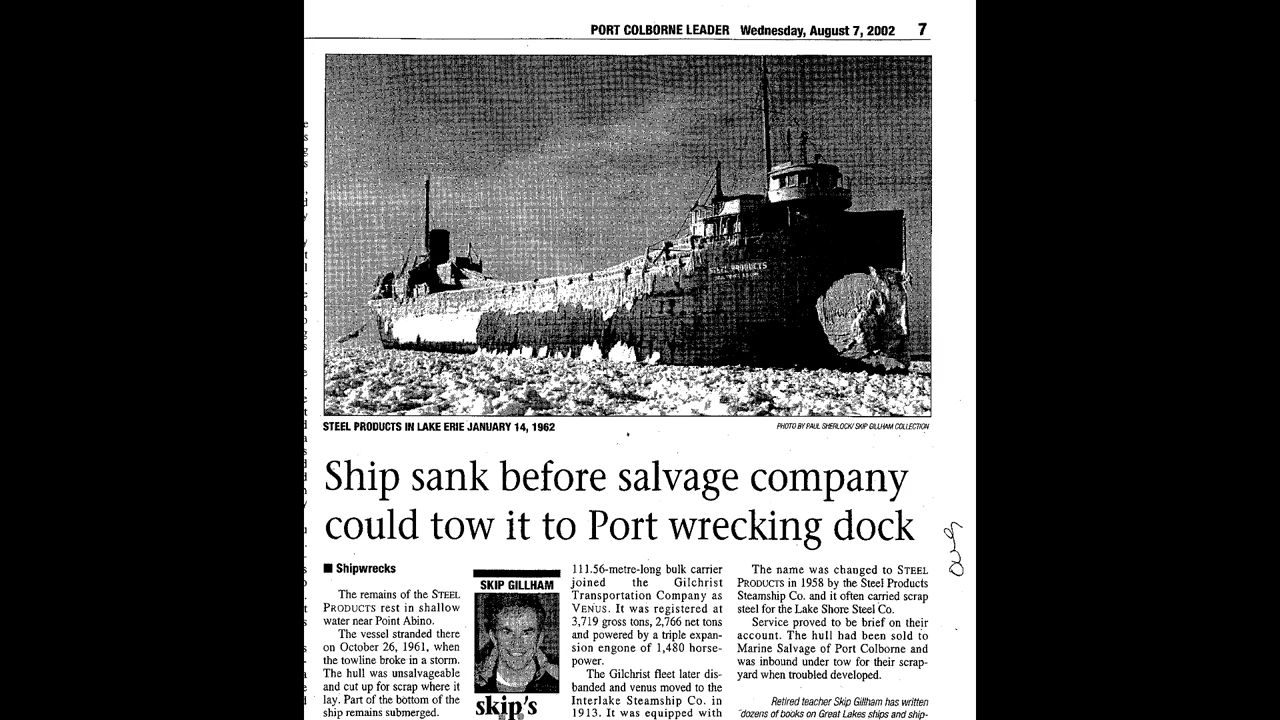 PORT COLBORNE LEADER Wednesday, August 7, 2002 7
STEEL PRODUCTS
STEEL PRODUCTS IN LAKE ERIE JANUARY 14, 1962
PHOTO BY PAUL SHERLOCK/ SKIP GILLHAM COLLECTION
Ship sank before salvage company
could tow it to Port wrecking dock
■ Shipwrecks
The remains of the STEEL
PRODUCTS rest in shallow
water near Point Abino.
The vessel stranded there
on October 26, 1961, when
the towline broke in a storm.
The hull was unsalvageable
and cut up for scrap where it
lay. Part of the bottom of the
ship remains submerged.
SKIP GILLHAM
skip's
111.56-metre-long bulk carrier
joined the Gilchrist
Transportation Company as
VENUS. It was registered at
3,719 gross tons, 2,766 net tons
and powered by a triple expan-
sion engone of 1,480 horse-
power.
The Gilchrist fleet later dis-
banded and venus moved to the
Interlake Steamship Co. in
1913. It was equipped with
The name was changed to STEEL
PRODUCTS in 1958 by the Steel Products
Steamship Co. and it often carried scrap
steel for the Lake Shore Steel Co.
Service proved to be brief on their
account. The hull had been sold to
Marine Salvage of Port Colborne and
was inbound under tow for their scrap-
yard when troubled developed.
Retired teacher Skip Gillham has written
dozens of books on Great Lakes ships and ship-